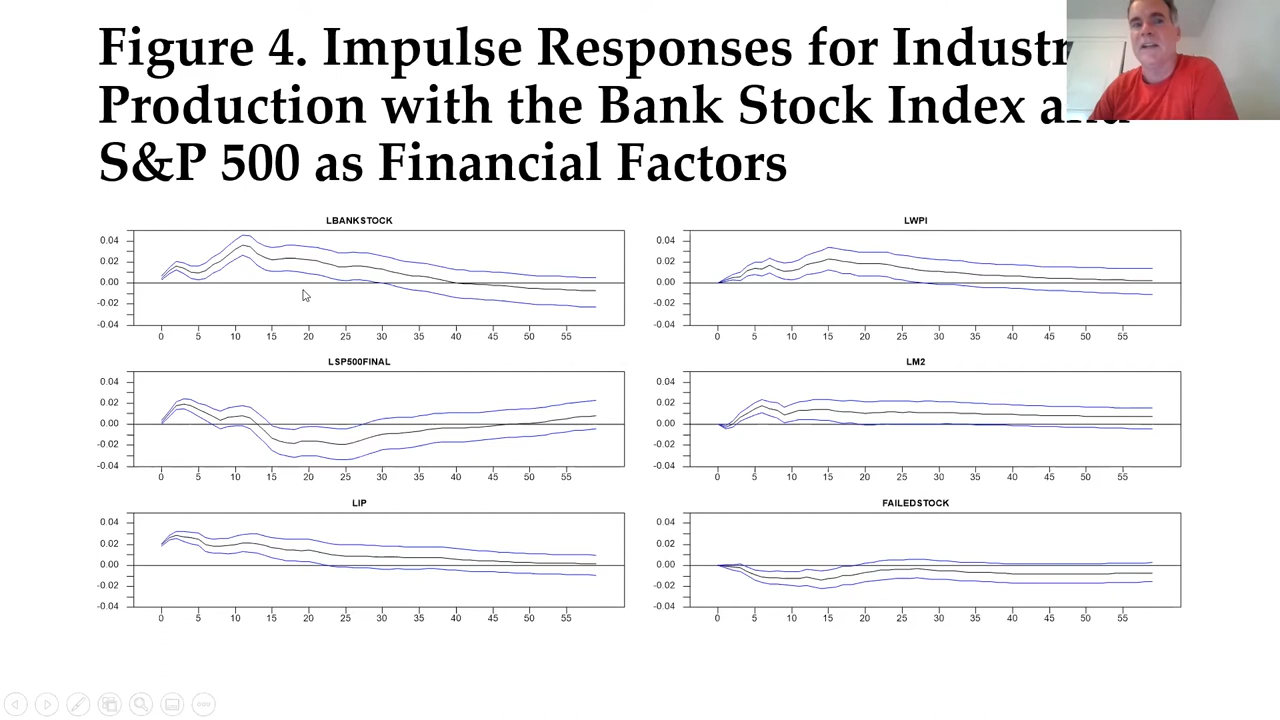 Figure 4. Impulse Responses for Industr
Production with the Bank Stock Index and
S&P 500 as Financial Factors
LBANKSTOCK
0.04
0.02
0.00
-0.02
-0.04
0 5 10 15 20 25 30 35 40 45 50 55
LWPI
0.04
0.02
0.00
-0.02
-0.04
0 5 10 15 20 25 30 35 40 45 50 55
LSP500FINAL
0.04
0.02
0.00
-0.02
-0.04
0 5 10 15 20 25 30 35 40 45 50 55
LM2
0.04
0.02
0.00
-0.02
-0.04
0 5 10 15 20 25 30 35 40 45 50 55
LIP
0.04
0.02
0.00
-0.02
-0.04
0 5 10 15 20 25 30 35 40 45 50 55
FAILEDSTOCK
0.04
0.02
0.00
-0.02
-0.04
0 5 10 15 20 25 30 35 40 45 50 55